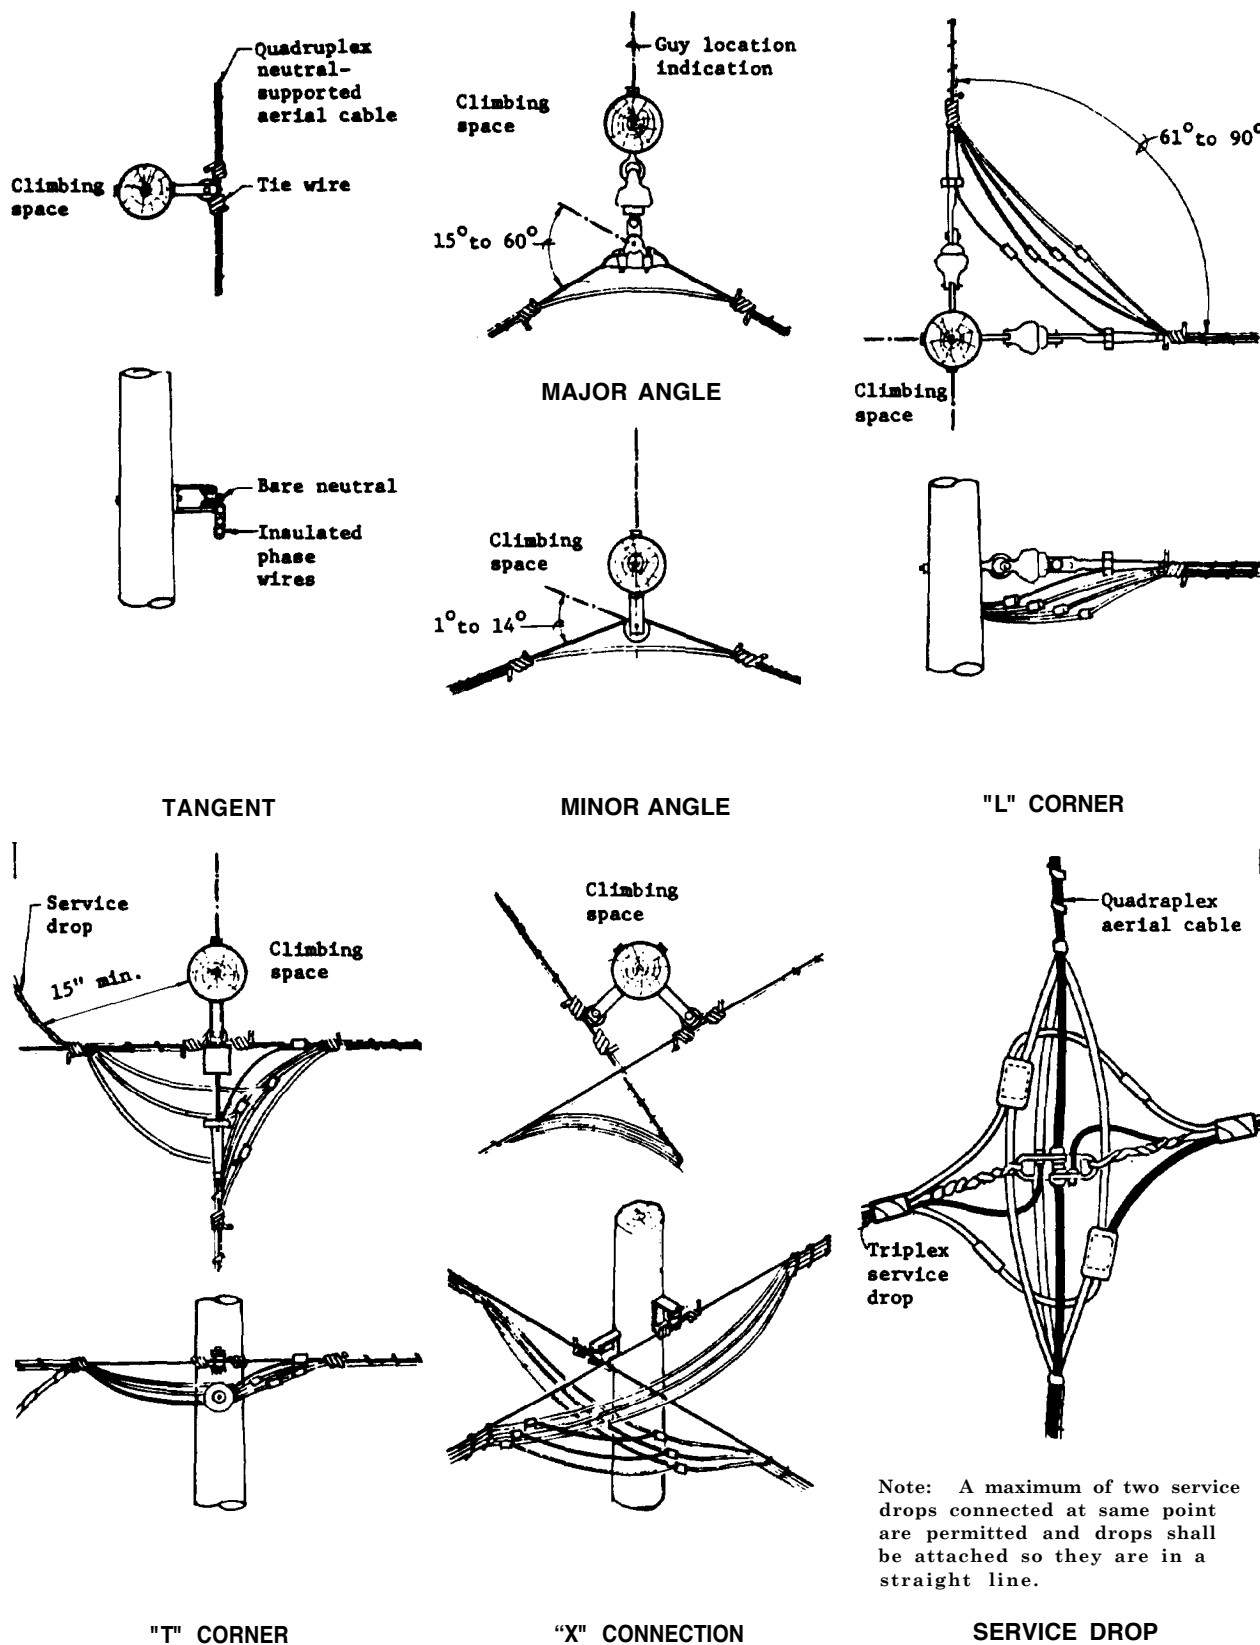 Quadruplex
neutral-
supported
aerial cable
Climbing
space
Tie wire
Bare neutral
Insulated
phase
wires
TANGENT
Guy location
indication
Climbing
space
15° to 60°
MAJOR ANGLE
Climbing
space
1° to 14°
MINOR ANGLE
61° to 90°
Climbing
space
"L" CORNER
Service
drop
15" min.
Climbing
space
"T" CORNER
Climbing
space
“X" CONNECTION
Quadraplex
aerial cable
Triplex
service
drop
Note: A maximum of two service
drops connected at same point
are permitted and drops shall
be attached so they are in a
straight line.
SERVICE DROP